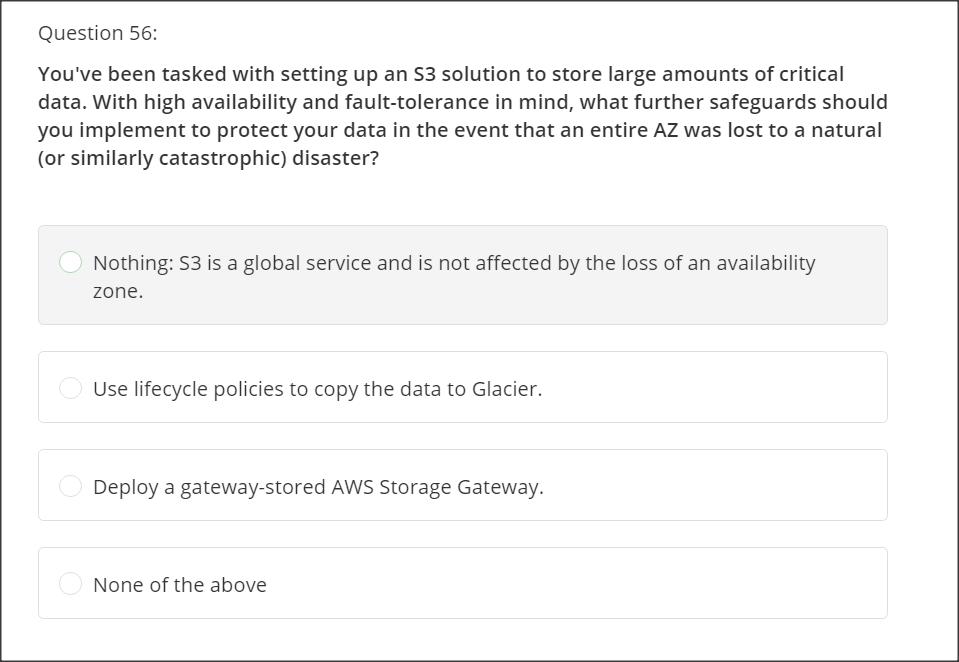 Question 56:
You've been tasked with setting up an S3 solution to store large amounts of critical
data. With high availability and fault-tolerance in mind, what further safeguards should
you implement to protect your data in the event that an entire AZ was lost to a natural
(or similarly catastrophic) disaster?
Nothing: S3 is a global service and is not affected by the loss of an availability
zone.
Use lifecycle policies to copy the data to Glacier.
Deploy a gateway-stored AWS Storage Gateway.
None of the above